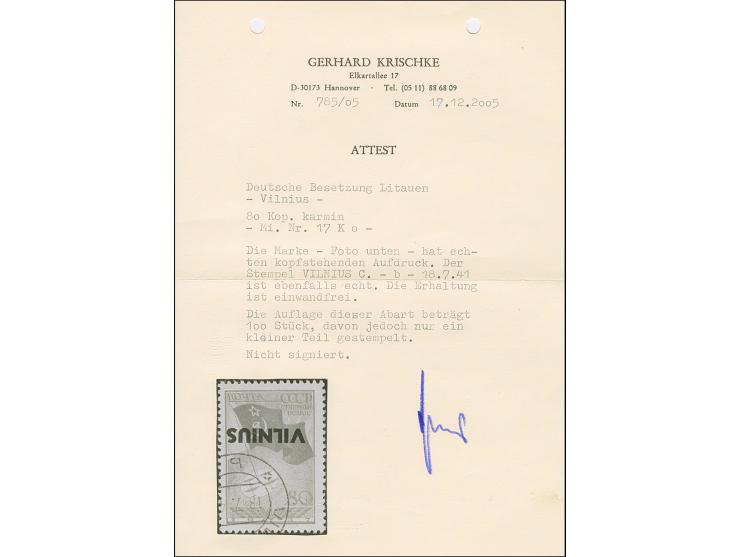 GERHARD KRISCHKE
Elkartallee 17
D-30173 Hannover · Tel. (05 11) 88 68 09
Nr. 785/05 Datum 17.12.2005
ATTEST
Deutsche Besetzung Litauen
- Vilnius -
80 Kop. karmin
- Mi. Nr. 17 K o -
Die Marke - Foto unten - hat ech-
ten kopfstehenden Aufdruck. Der
Stempel VILNIUS C. - b - 18.7.41
ist ebenfalls echt. Die Erhaltung
ist einwandfrei.
Die Auflage dieser Abart beträgt
100 Stück, davon jedoch nur ein
kleiner Teil gestempelt.
Nicht signiert.
VILNIUS
80